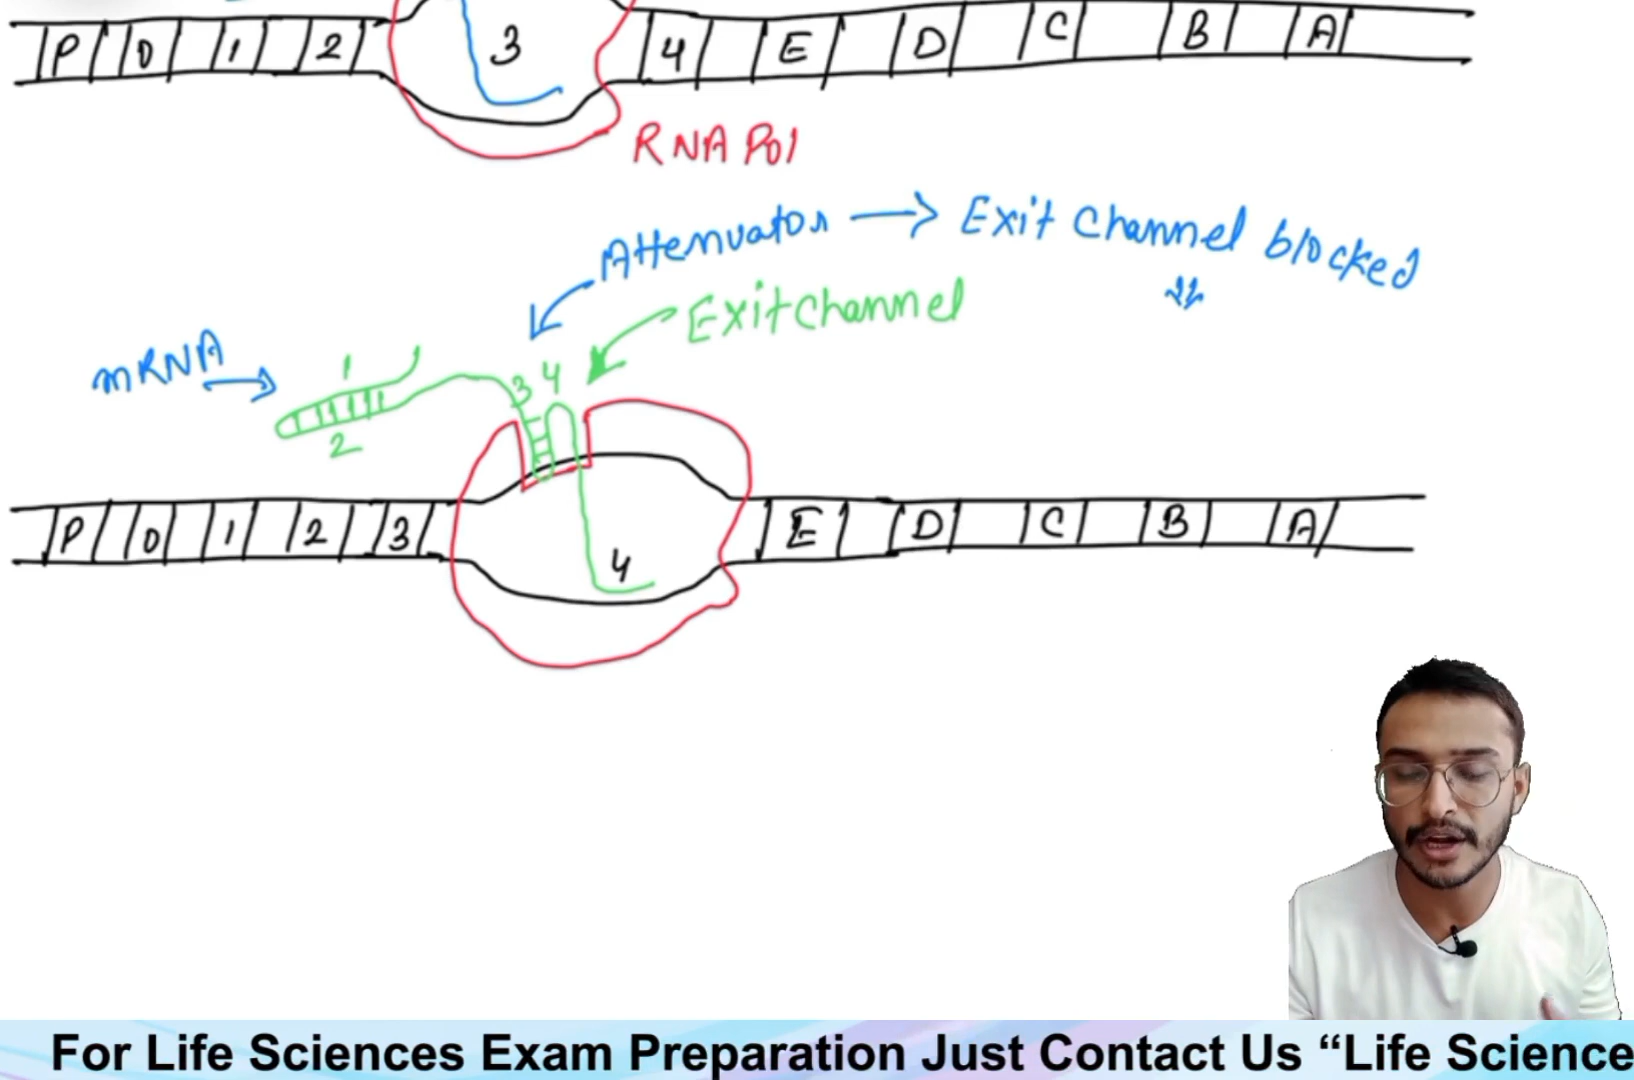 P O 1 2 3 4 E D C B A
RNA Pol
Attenuator → Exit Channel blocked
Exit channel
mRNA →
1
3 4
2
P O 1 2 3 4 E D C B A
For Life Sciences Exam Preparation Just Contact Us “Life Science